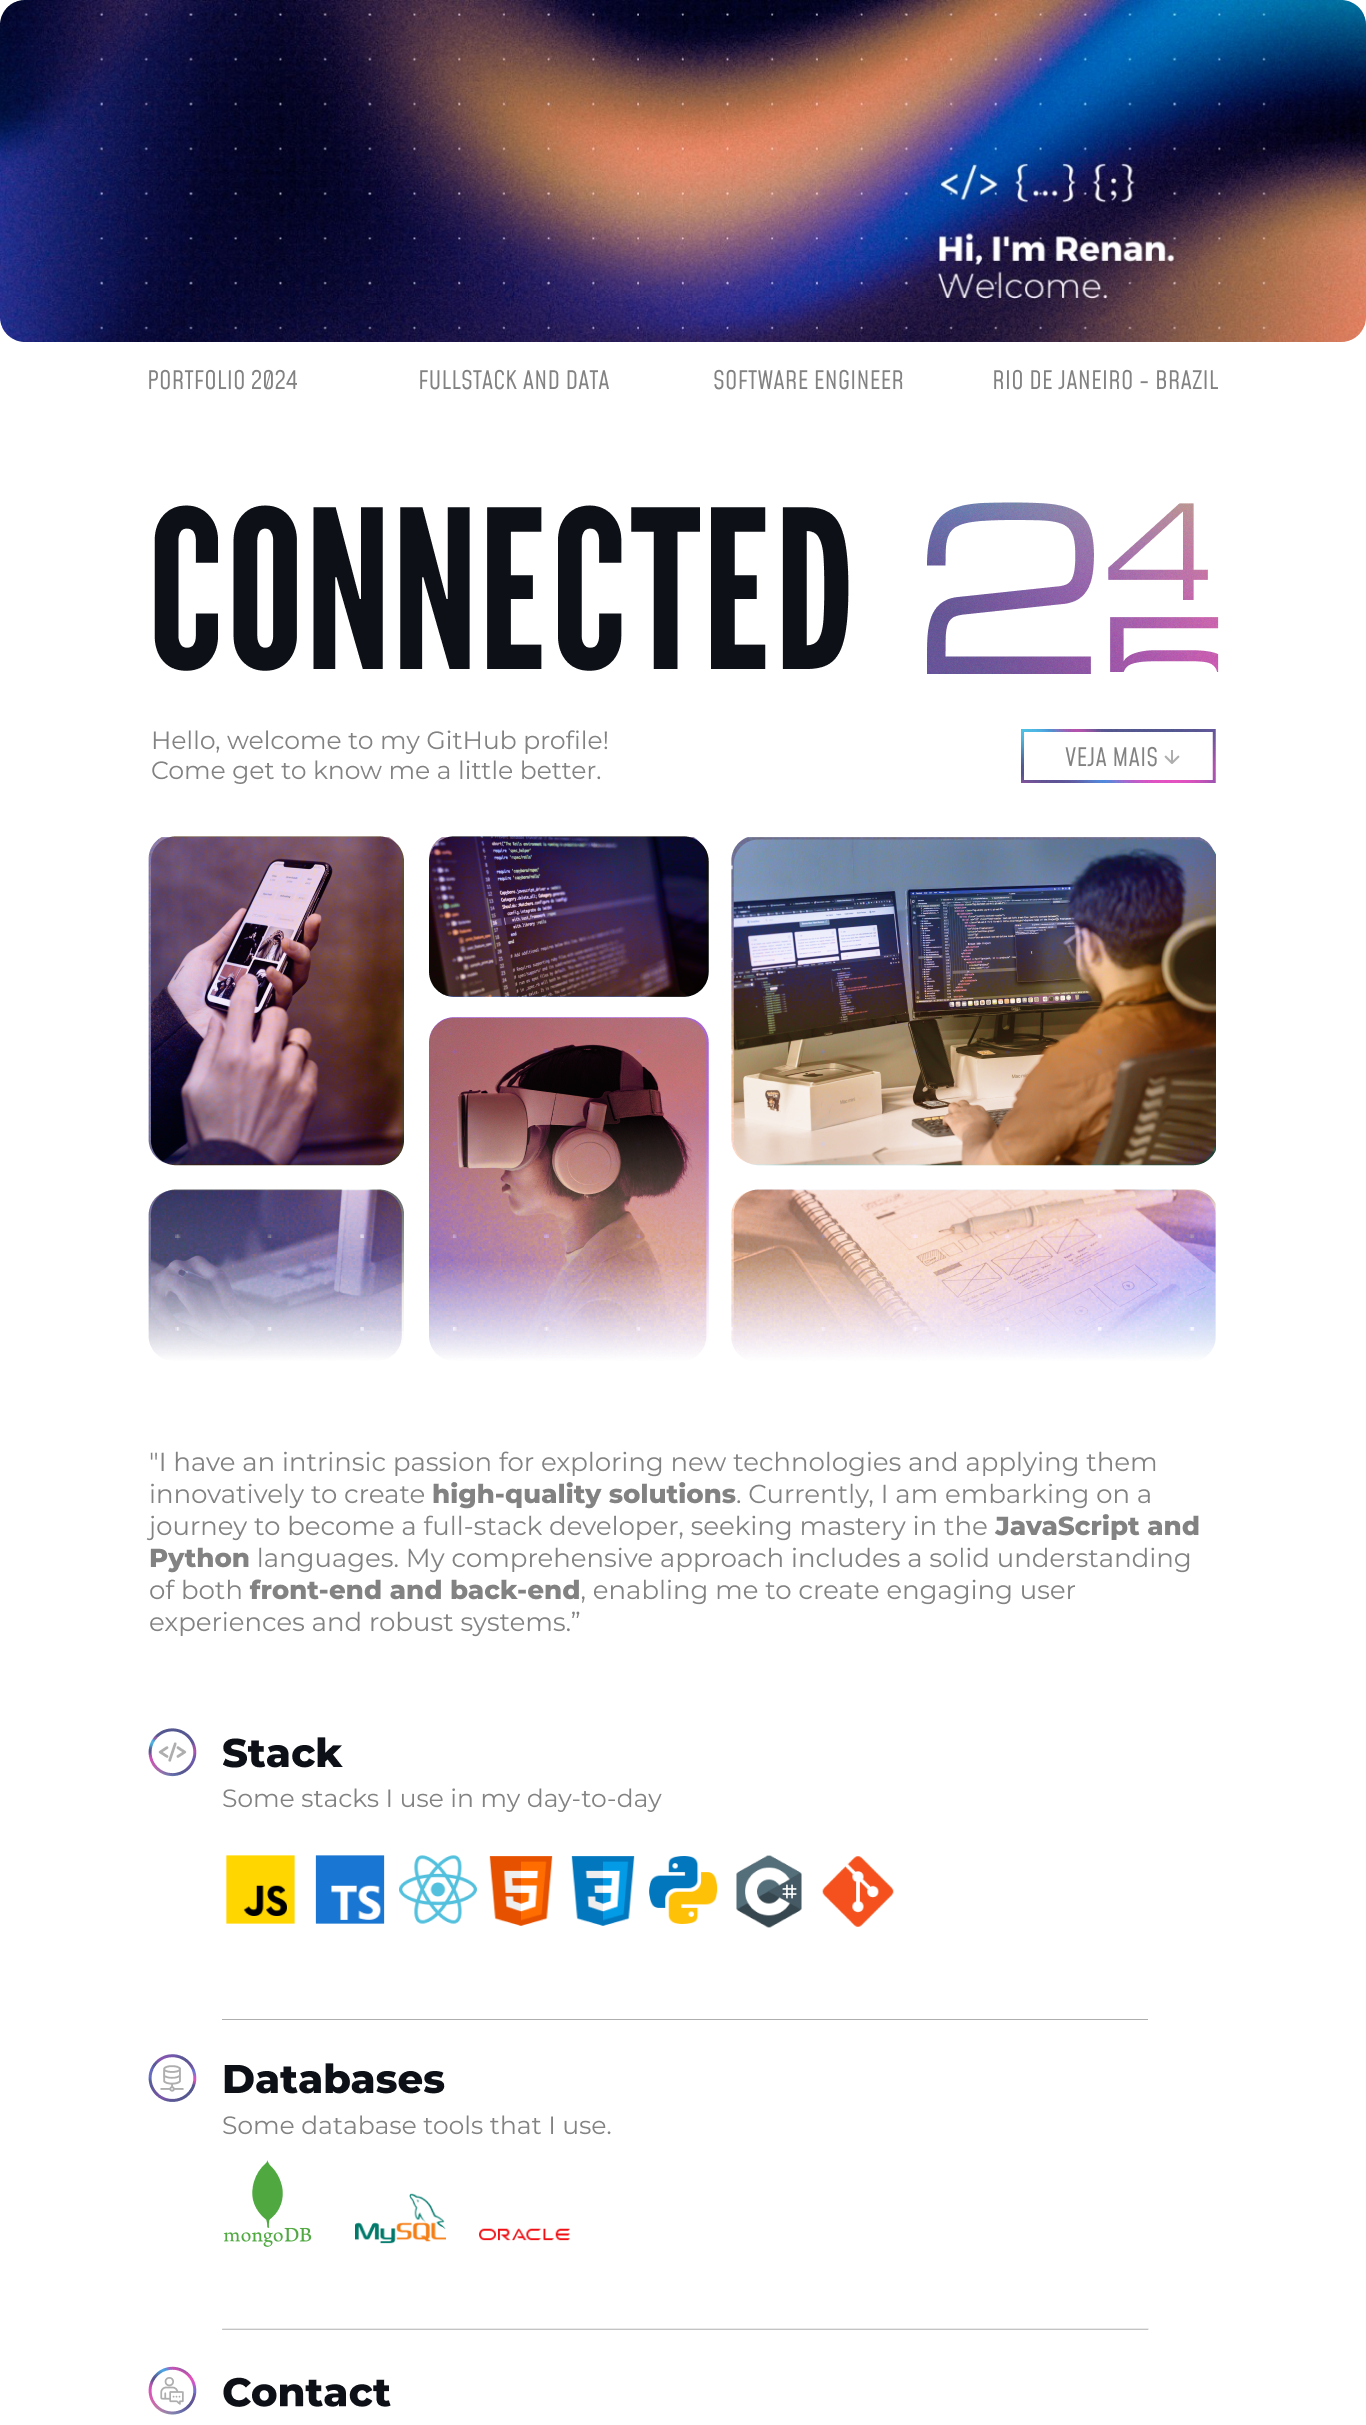 </> {...} {;}
Hi, I'm Renan.
Welcome.
PORTFOLIO 2024
FULLSTACK AND DATA
SOFTWARE ENGINEER
RIO DE JANEIRO - BRAZIL
CONNECTED
24
Hello, welcome to my GitHub profile!
Come get to know me a little better.
VEJA MAIS ↓
"I have an intrinsic passion for exploring new technologies and applying them
innovatively to create high-quality solutions. Currently, I am embarking on a
journey to become a full-stack developer, seeking mastery in the JavaScript and
Python languages. My comprehensive approach includes a solid understanding
of both front-end and back-end, enabling me to create engaging user
experiences and robust systems.”
</>
Stack
Some stacks I use in my day-to-day
JS
TS
5
3
C#
Databases
Some database tools that I use.
mongoDB
MySQL
ORACLE
Contact